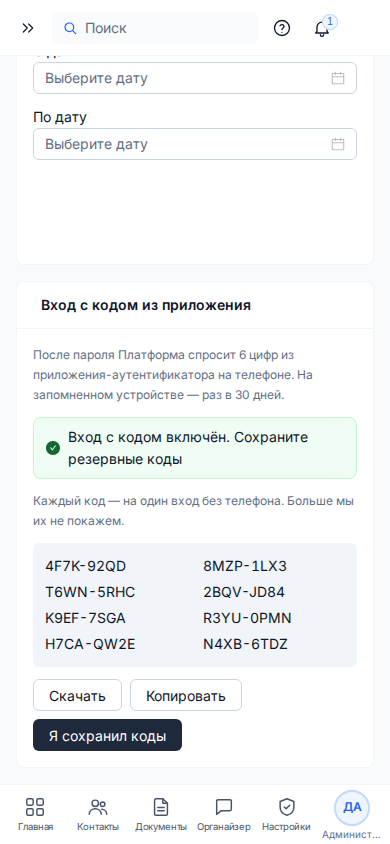 Поиск
1
Выберите дату
По дату
Выберите дату
Вход с кодом из приложения
После пароля Платформа спросит 6 цифр из
приложения-аутентификатора на телефоне. На
запомненном устройстве — раз в 30 дней.
Вход с кодом включён. Сохраните
резервные коды
Каждый код — на один вход без телефона. Больше мы
их не покажем.
4F7K-92QD 8MZP-1LX3
T6WN-5RHC 2BQV-JD84
K9EF-7SGA R3YU-0PMN
H7CA-QW2E N4XB-6TDZ
Скачать Копировать
Я сохранил коды
ДА
Главная Контакты Документы Органайзер Настройки Админист...